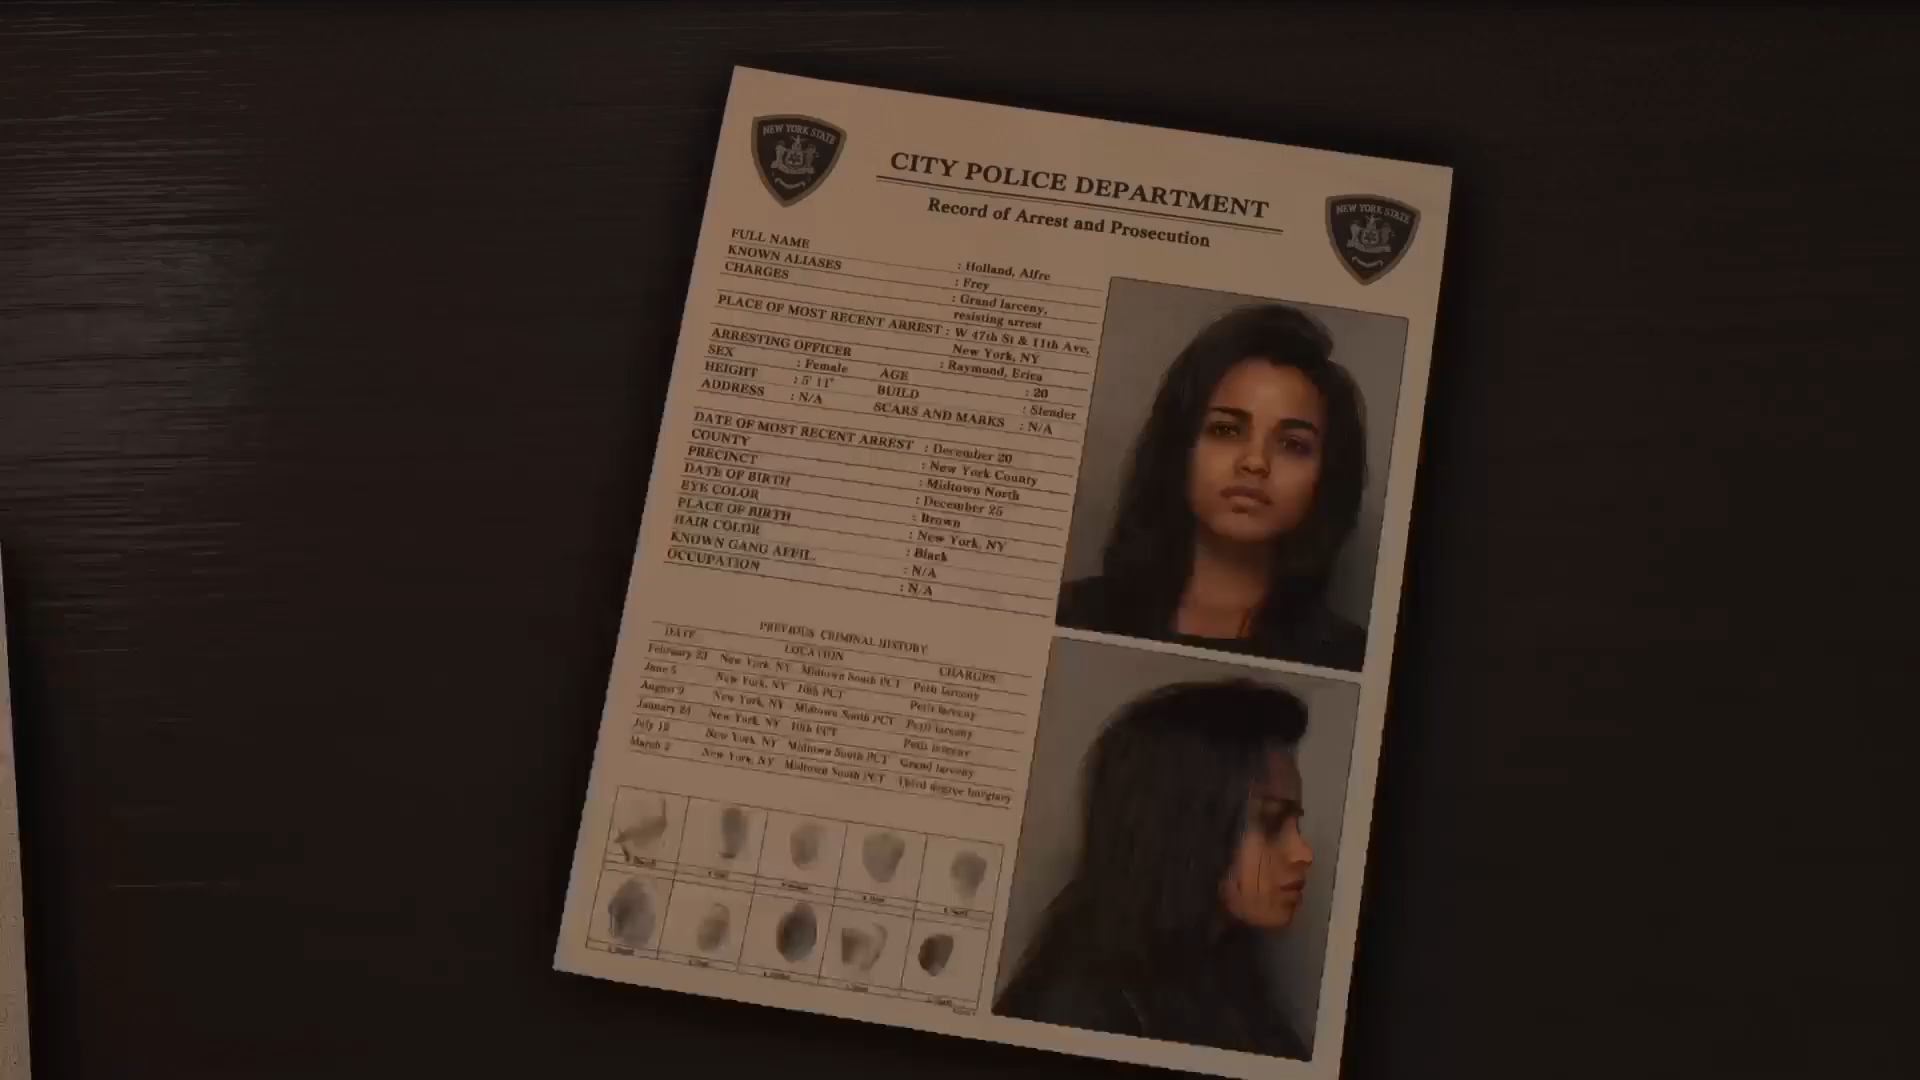 NEW YORK STATE
CITY POLICE DEPARTMENT
NEW YORK STATE
Record of Arrest and Prosecution
FULL NAME : Holland, Alfre
KNOWN ALIASES : Frey
CHARGES : Grand larceny,
resisting arrest
PLACE OF MOST RECENT ARREST : W 47th St & 11th Ave,
New York, NY
ARRESTING OFFICER : Raymond, Erica
SEX : Female AGE : 20
HEIGHT : 5' 11" BUILD : Slender
ADDRESS : N/A SCARS AND MARKS : N/A
DATE OF MOST RECENT ARREST : December 20
COUNTY : New York County
PRECINCT : Midtown North
DATE OF BIRTH : December 25
EYE COLOR : Brown
PLACE OF BIRTH : New York, NY
HAIR COLOR : Black
KNOWN GANG AFFIL. : N/A
OCCUPATION : N/A
PREVIOUS CRIMINAL HISTORY
DATE LOCATION CHARGES
February 23 New York, NY Midtown South PCT Petit larceny
June 5 New York, NY 10th PCT Petit larceny
August 9 New York, NY Midtown South PCT Petit larceny
January 24 New York, NY 10th PCT Petit larceny
July 12 New York, NY Midtown South PCT Grand larceny
March 2 New York, NY Midtown South PCT Third degree burglary